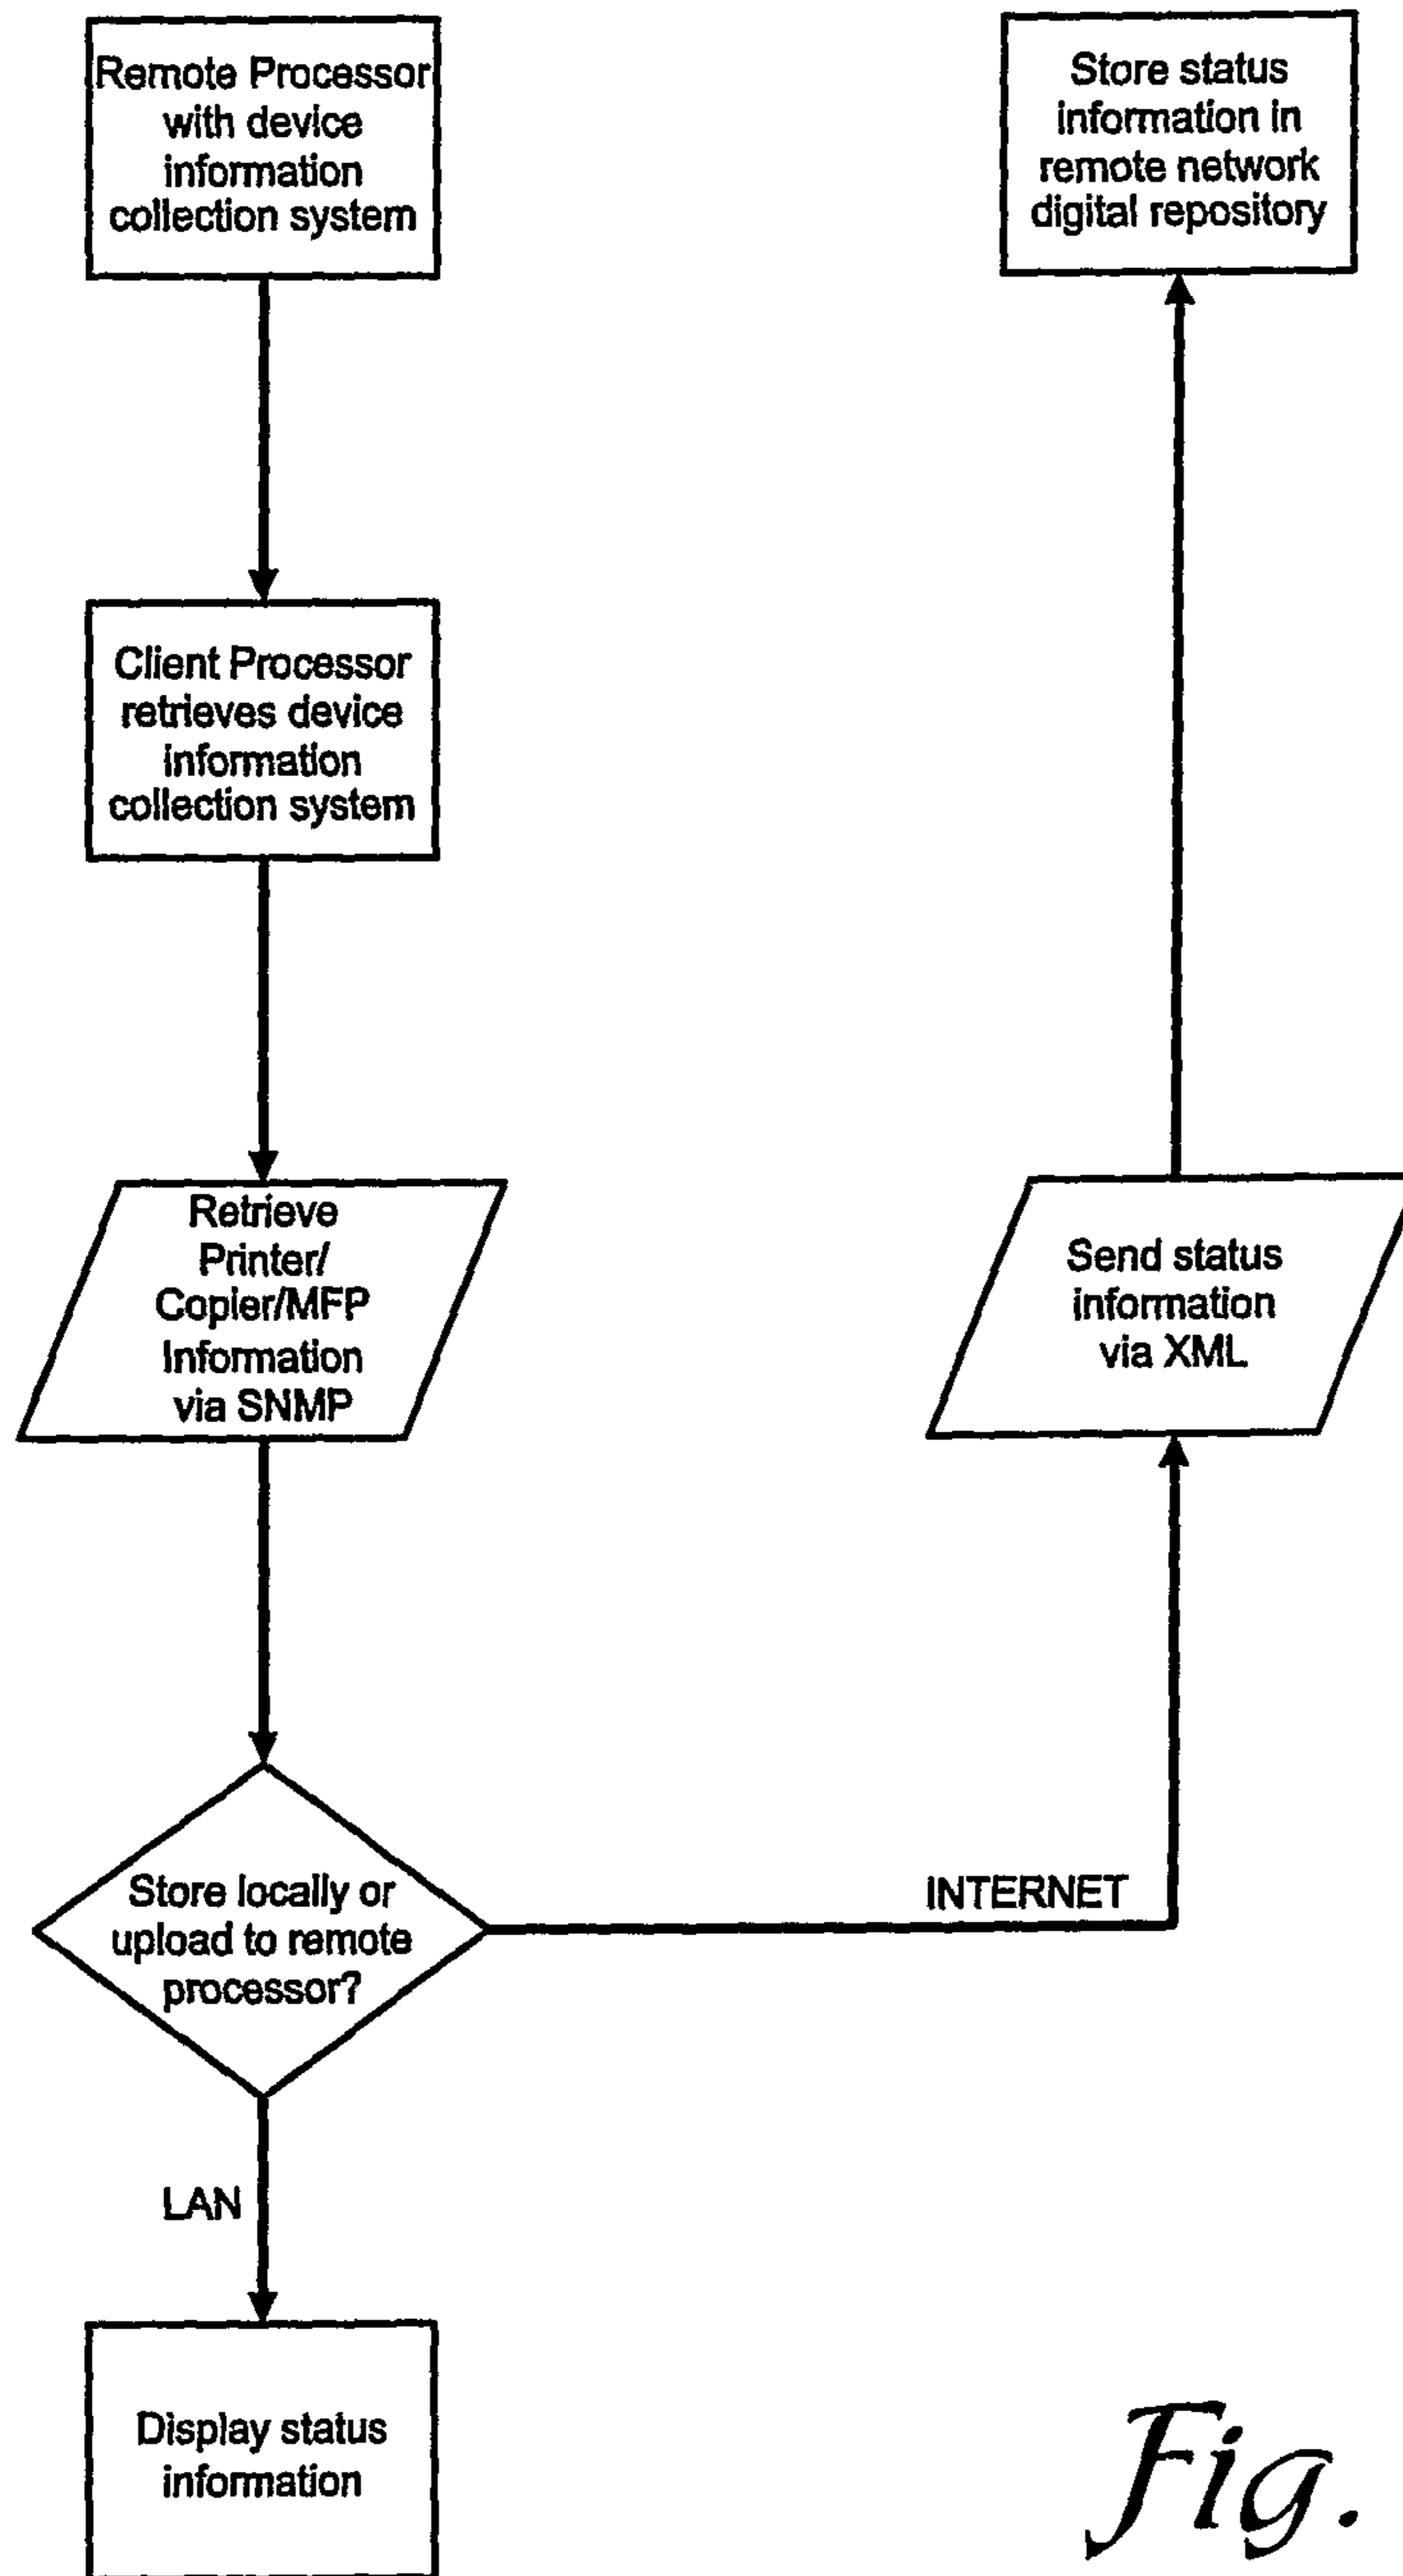 Remote Processor
with device
information
collection system
Client Processor
retrieves device
information
collection system
Retrieve
Printer/
Copier/MFP
Information
via SNMP
Store locally or
upload to remote
processor?
LAN
Display status
information
INTERNET
Send status
information
via XML
Store status
information in
remote network
digital repository
Fig.